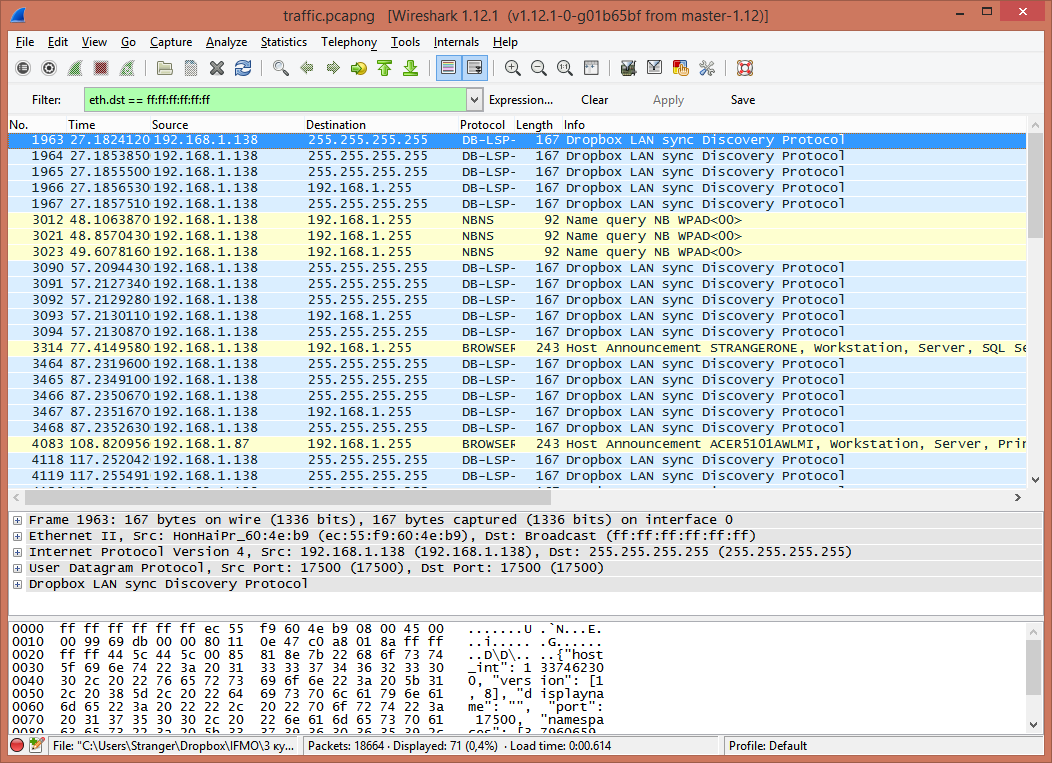 traffic.pcapng [Wireshark 1.12.1 (v1.12.1-0-g01b65bf from master-1.12)]
File Edit View Go Capture Analyze Statistics Telephony Tools Internals Help
Filter: eth.dst == ff:ff:ff:ff:ff:ff Expression... Clear Apply Save
No. Time Source Destination Protocol Length Info
1963 27.1824120 192.168.1.138 255.255.255.255 DB-LSP- 167 Dropbox LAN sync Discovery Protocol
1964 27.1853850 192.168.1.138 255.255.255.255 DB-LSP- 167 Dropbox LAN sync Discovery Protocol
1965 27.1855500 192.168.1.138 255.255.255.255 DB-LSP- 167 Dropbox LAN sync Discovery Protocol
1966 27.1856530 192.168.1.138 192.168.1.255 DB-LSP- 167 Dropbox LAN sync Discovery Protocol
1967 27.1857510 192.168.1.138 255.255.255.255 DB-LSP- 167 Dropbox LAN sync Discovery Protocol
3012 48.1063870 192.168.1.138 192.168.1.255 NBNS 92 Name query NB WPAD<00>
3021 48.8570430 192.168.1.138 192.168.1.255 NBNS 92 Name query NB WPAD<00>
3023 49.6078160 192.168.1.138 192.168.1.255 NBNS 92 Name query NB WPAD<00>
3090 57.2094430 192.168.1.138 255.255.255.255 DB-LSP- 167 Dropbox LAN sync Discovery Protocol
3091 57.2127340 192.168.1.138 255.255.255.255 DB-LSP- 167 Dropbox LAN sync Discovery Protocol
3092 57.2129280 192.168.1.138 255.255.255.255 DB-LSP- 167 Dropbox LAN sync Discovery Protocol
3093 57.2130110 192.168.1.138 192.168.1.255 DB-LSP- 167 Dropbox LAN sync Discovery Protocol
3094 57.2130870 192.168.1.138 255.255.255.255 DB-LSP- 167 Dropbox LAN sync Discovery Protocol
3314 77.4149580 192.168.1.138 192.168.1.255 BROWSER 243 Host Announcement STRANGERONE, Workstation, Server, SQL Se
3464 87.2319600 192.168.1.138 255.255.255.255 DB-LSP- 167 Dropbox LAN sync Discovery Protocol
3465 87.2349100 192.168.1.138 255.255.255.255 DB-LSP- 167 Dropbox LAN sync Discovery Protocol
3466 87.2350670 192.168.1.138 255.255.255.255 DB-LSP- 167 Dropbox LAN sync Discovery Protocol
3467 87.2351670 192.168.1.138 192.168.1.255 DB-LSP- 167 Dropbox LAN sync Discovery Protocol
3468 87.2352630 192.168.1.138 255.255.255.255 DB-LSP- 167 Dropbox LAN sync Discovery Protocol
4083 108.820956 192.168.1.87 192.168.1.255 BROWSER 243 Host Announcement ACER5101AWLMI, Workstation, Server, Prin
4118 117.252042 192.168.1.138 255.255.255.255 DB-LSP- 167 Dropbox LAN sync Discovery Protocol
4119 117.255491 192.168.1.138 255.255.255.255 DB-LSP- 167 Dropbox LAN sync Discovery Protocol
Frame 1963: 167 bytes on wire (1336 bits), 167 bytes captured (1336 bits) on interface 0
Ethernet II, Src: HonHaiPr_60:4e:b9 (ec:55:f9:60:4e:b9), Dst: Broadcast (ff:ff:ff:ff:ff:ff)
Internet Protocol Version 4, Src: 192.168.1.138 (192.168.1.138), Dst: 255.255.255.255 (255.255.255.255)
User Datagram Protocol, Src Port: 17500 (17500), Dst Port: 17500 (17500)
Dropbox LAN sync Discovery Protocol
0000 ff ff ff ff ff ff ec 55 f9 60 4e b9 08 00 45 00 .......U .`N...E.
0010 00 99 69 db 00 00 80 11 0e 47 c0 a8 01 8a ff ff ..i..... .G......
0020 ff ff 44 5c 44 5c 00 85 81 8e 7b 22 68 6f 73 74 ..D\D\.. ..{"host
0030 5f 69 6e 74 22 3a 20 31 33 33 37 34 36 32 33 30 _int": 1 33746230
0040 30 2c 20 22 76 65 72 73 69 6f 6e 22 3a 20 5b 31 0, "vers ion": [1
0050 2c 20 38 5d 2c 20 22 64 69 73 70 6c 61 79 6e 61 , 8], "d isplayna
0060 6d 65 22 3a 20 22 22 2c 20 22 70 6f 72 74 22 3a me": "", "port":
0070 20 31 37 35 30 30 2c 20 22 6e 61 6d 65 73 70 61 17500, "namespa
0080 63 65 73 22 3a 20 5b 33 37 39 36 30 36 35 39 2c ces": [3 7960659,
File: "C:\Users\Stranger\Dropbox\IFMO\3 ку... Packets: 18664 · Displayed: 71 (0,4%) · Load time: 0:00.614 Profile: Default